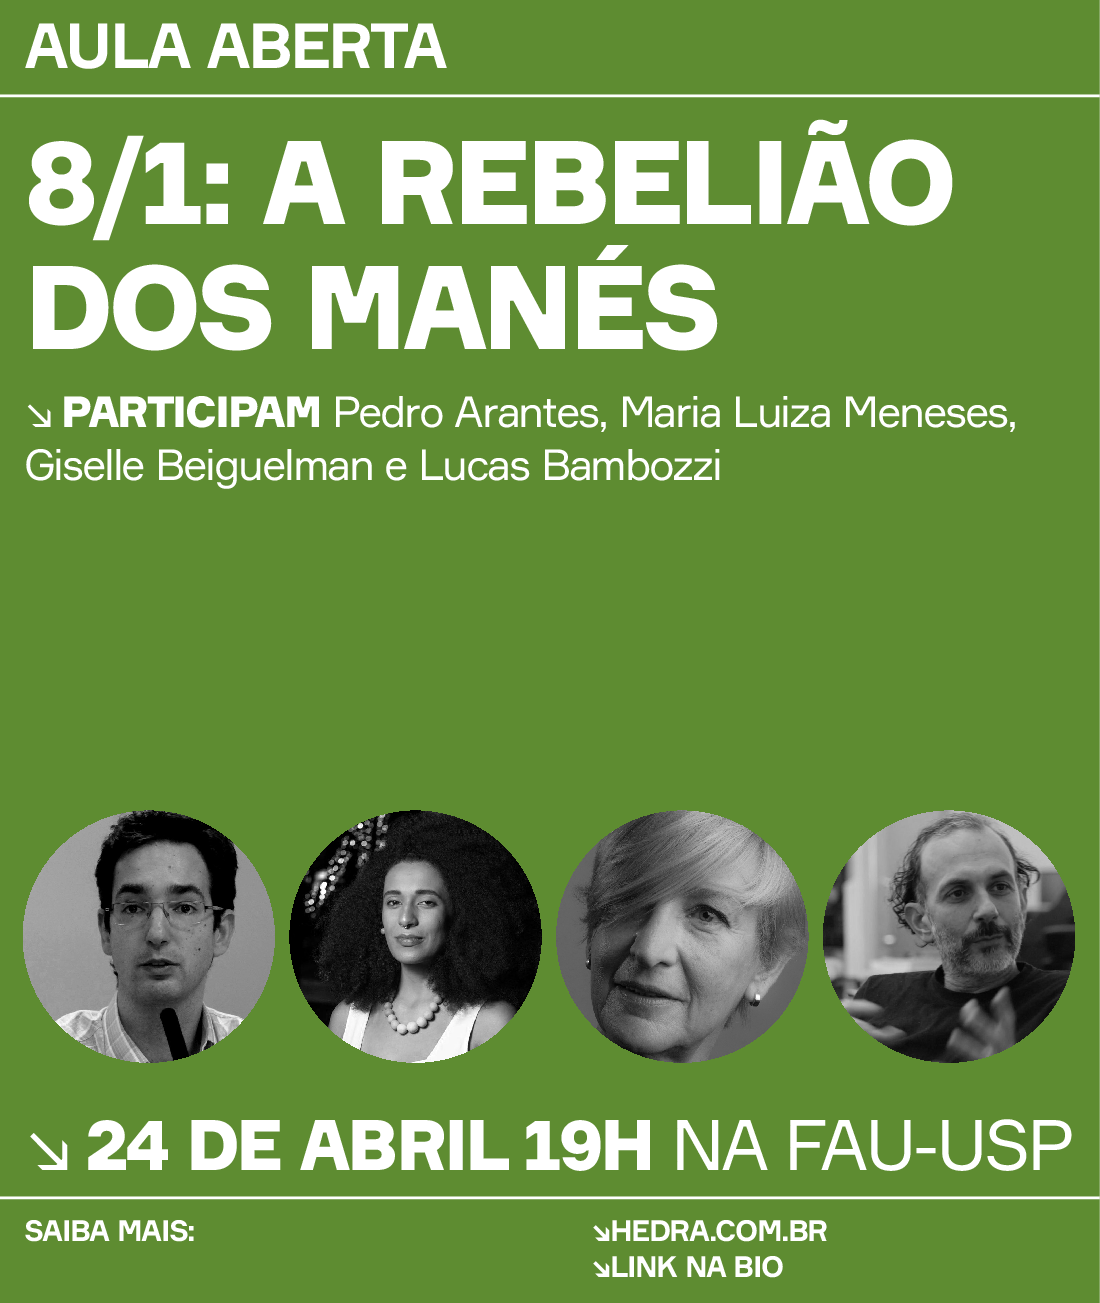 AULA ABERTA
8/1: A REBELIÃO
DOS MANÉS
↘ PARTICIPAM Pedro Arantes, Maria Luiza Meneses,
Giselle Beiguelman e Lucas Bambozzi
↘ 24 DE ABRIL 19H NA FAU-USP
SAIBA MAIS:
↘HEDRA.COM.BR
↘LINK NA BIO